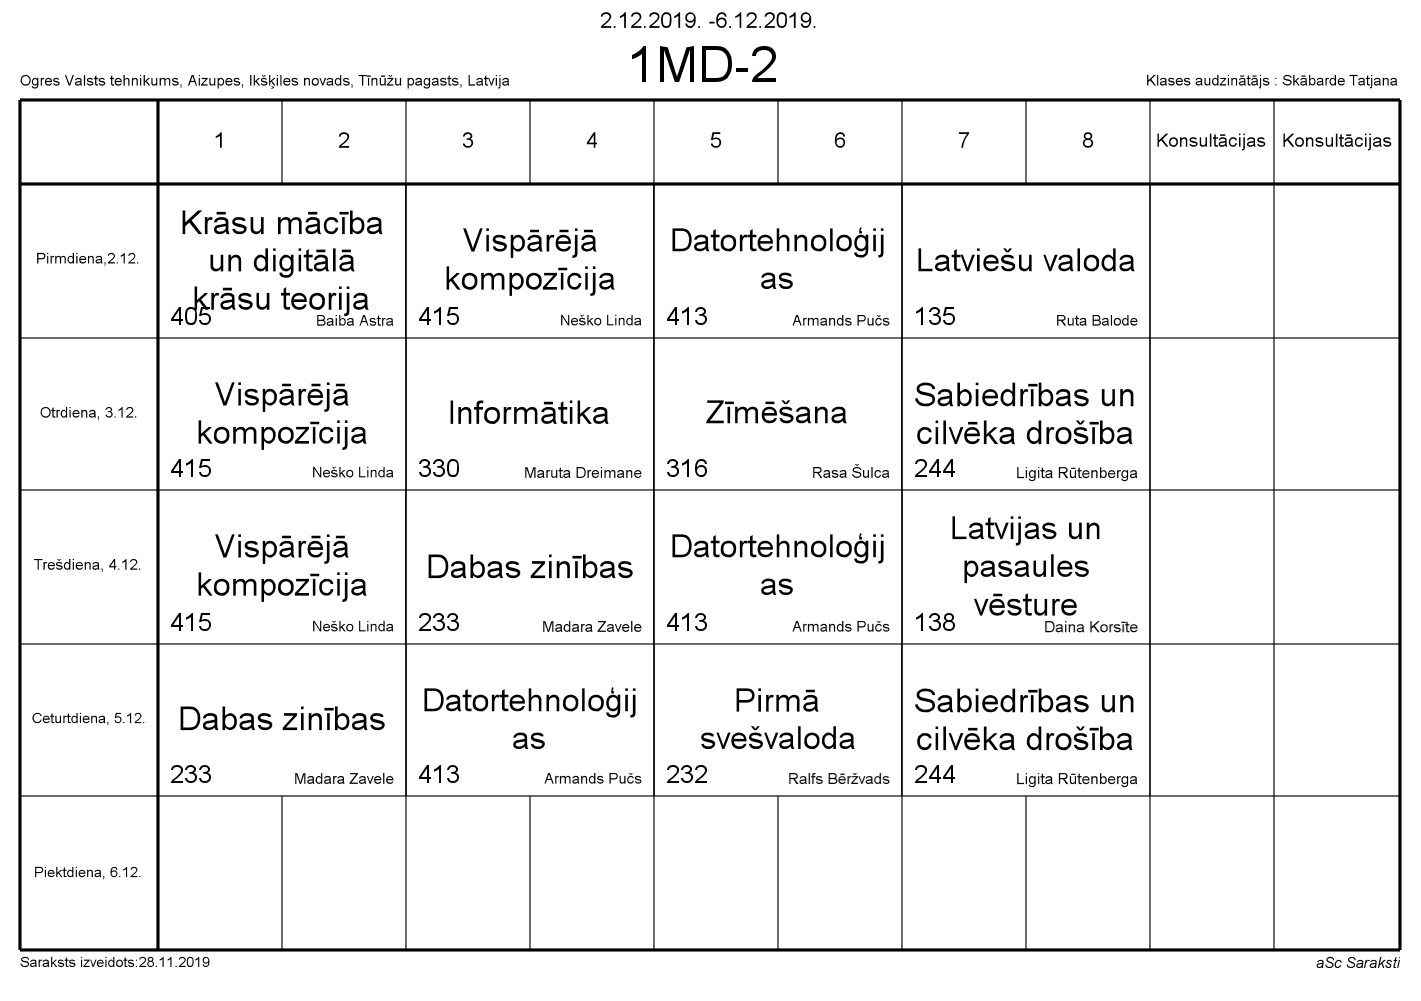 2.12.2019. -6.12.2019.
1MD-2
Ogres Valsts tehnikums, Aizupes, Ikšķiles novads, Tīnūžu pagasts, Latvija
Klases audzinātājs : Skābarde Tatjana
1 2 3 4 5 6 7 8 Konsultācijas Konsultācijas
Pirmdiena,2.12.
Krāsu mācība
un digitālā
krāsu teorija
405 Baiba Astra
Vispārējā
kompozīcija
415 Neško Linda
Datortehnoloģij
as
413 Armands Pučs
Latviešu valoda
135 Ruta Balode
Otrdiena, 3.12.
Vispārējā
kompozīcija
415 Neško Linda
Informātika
330 Maruta Dreimane
Zīmēšana
316 Rasa Šulca
Sabiedrības un
cilvēka drošība
244 Ligita Rūtenberga
Trešdiena, 4.12.
Vispārējā
kompozīcija
415 Neško Linda
Dabas zinības
233 Madara Zavele
Datortehnoloģij
as
413 Armands Pučs
Latvijas un
pasaules
vēsture
138 Daina Korsīte
Ceturtdiena, 5.12.
Dabas zinības
233 Madara Zavele
Datortehnoloģij
as
413 Armands Pučs
Pirmā
svešvaloda
232 Ralfs Bēržvads
Sabiedrības un
cilvēka drošība
244 Ligita Rūtenberga
Piektdiena, 6.12.
Saraksts izveidots:28.11.2019
aSc Saraksti